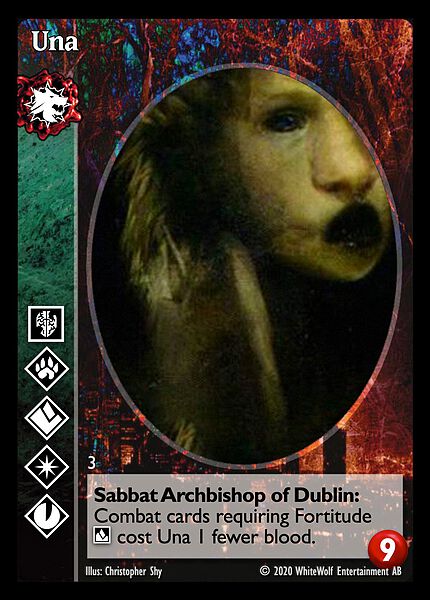 Una
3
Sabbat Archbishop of Dublin:
Combat cards requiring Fortitude
cost Una 1 fewer blood.
9
Illus: Christopher Shy
© 2020 WhiteWolf Entertainment AB